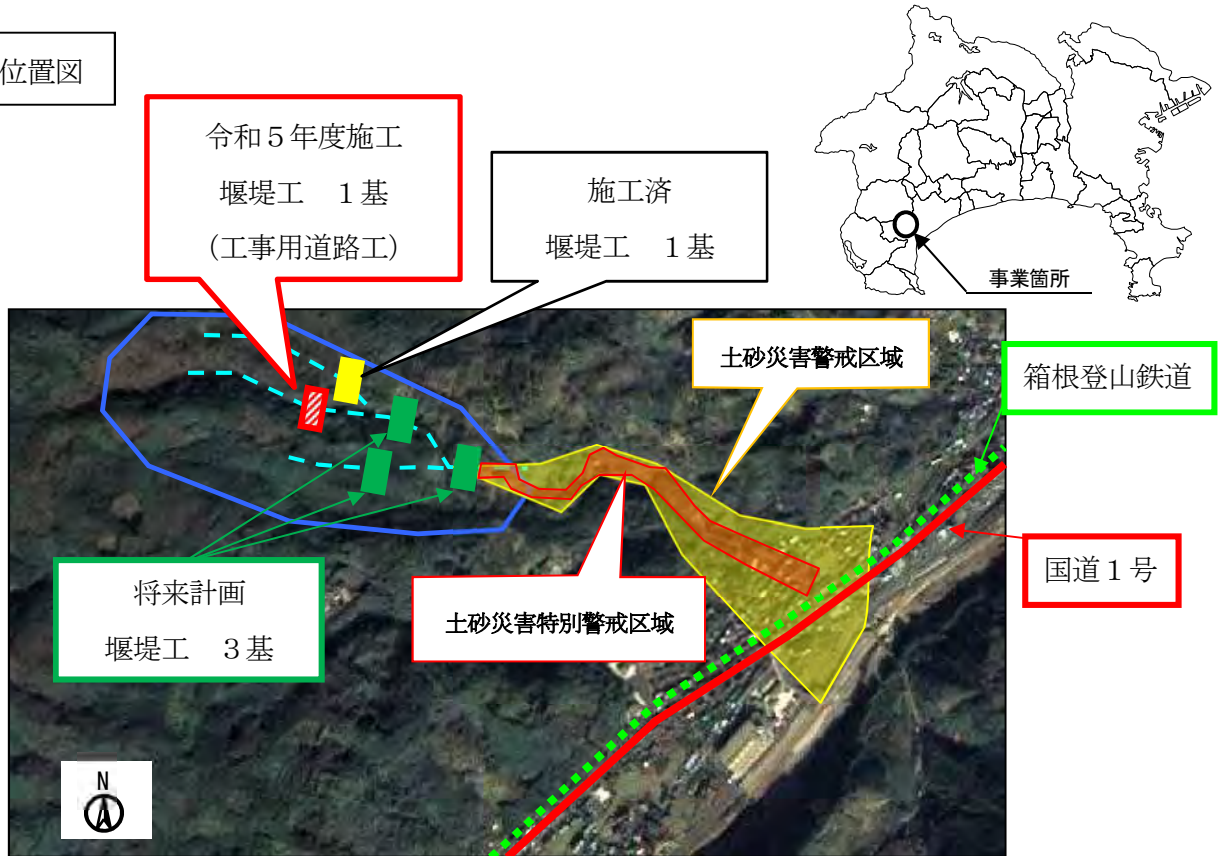 位置図
令和５年度施工
堰堤工　１基
（工事用道路工）
施工済
堰堤工　１基
事業箇所
土砂災害警戒区域
箱根登山鉄道
国道１号
土砂災害特別警戒区域
将来計画
堰堤工　３基
N